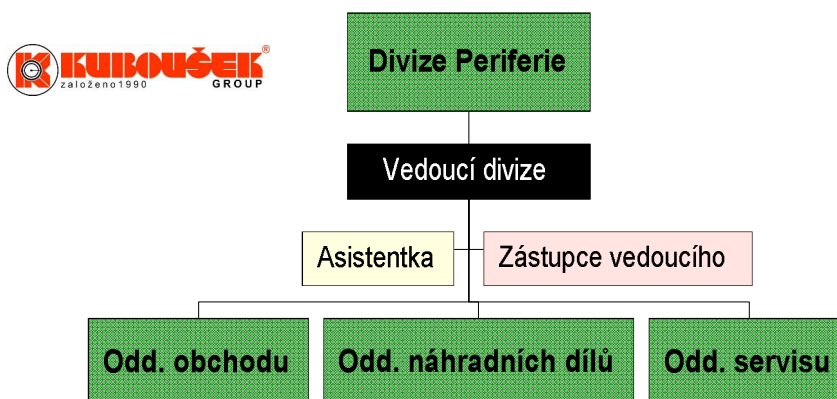 KUBOUŠEK®
založeno1990 GROUP
Divize Periferie
Vedoucí divize
Asistentka
Zástupce vedoucího
Odd. obchodu
Odd. náhradních dílů
Odd. servisu